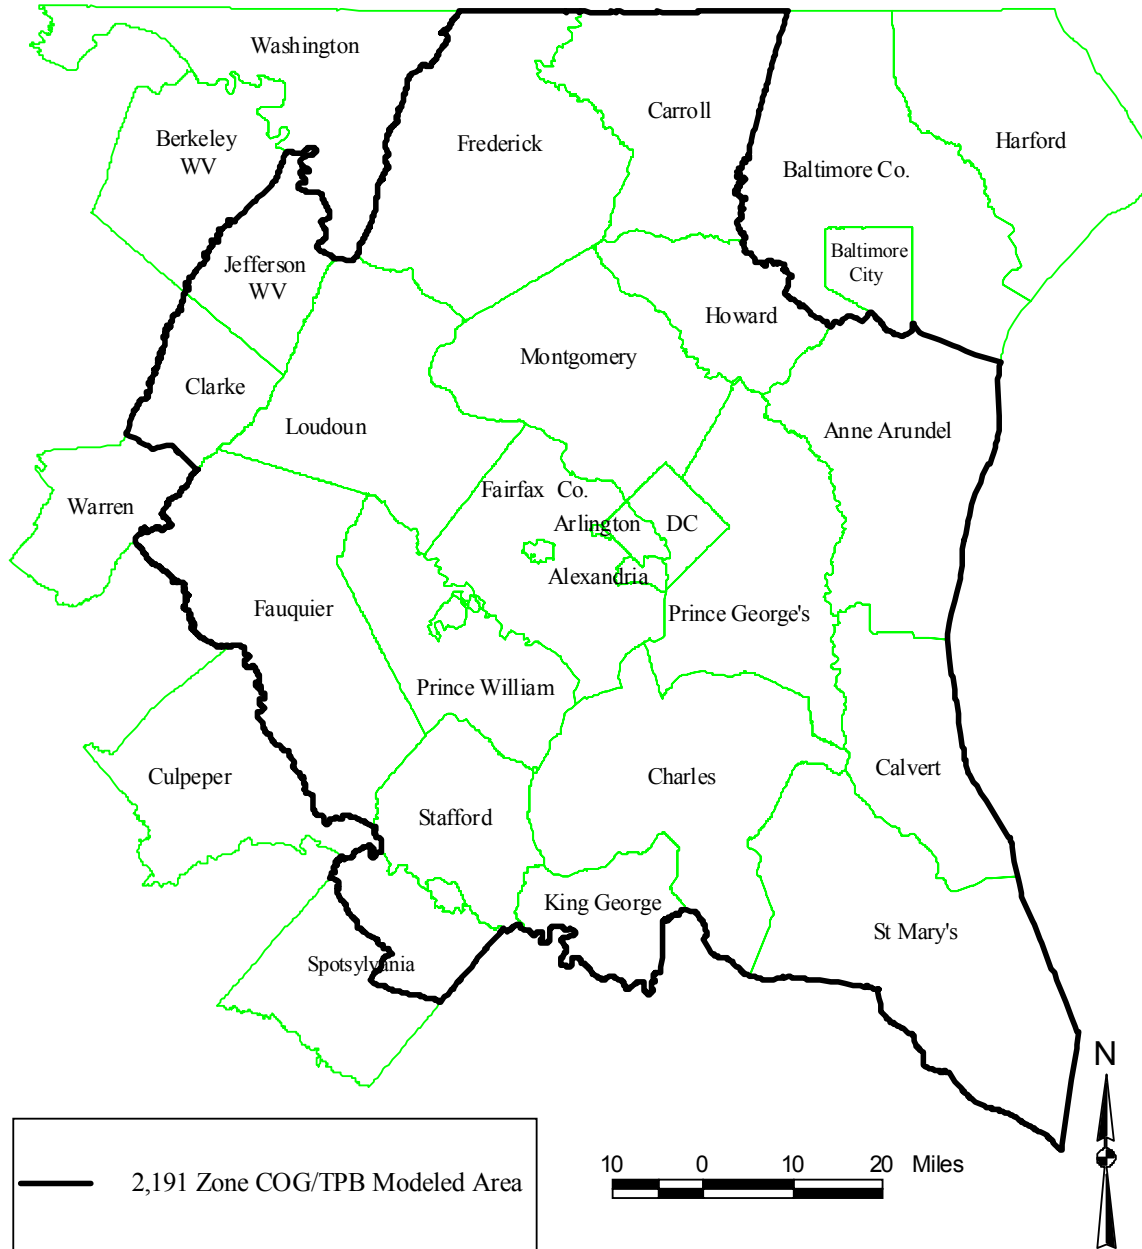 Washington
Carroll
Frederick
Harford
Berkeley
WV
Baltimore Co.
Baltimore
City
Jefferson
WV
Howard
Montgomery
Clarke
Loudoun
Anne Arundel
Fairfax Co.
Warren
Arlington
DC
Alexandria
Fauquier
Prince George's
Prince William
Culpeper
Charles
Calvert
Stafford
King George
St Mary's
Spotsylvania
N
10 0 10 20 Miles
2,191 Zone COG/TPB Modeled Area